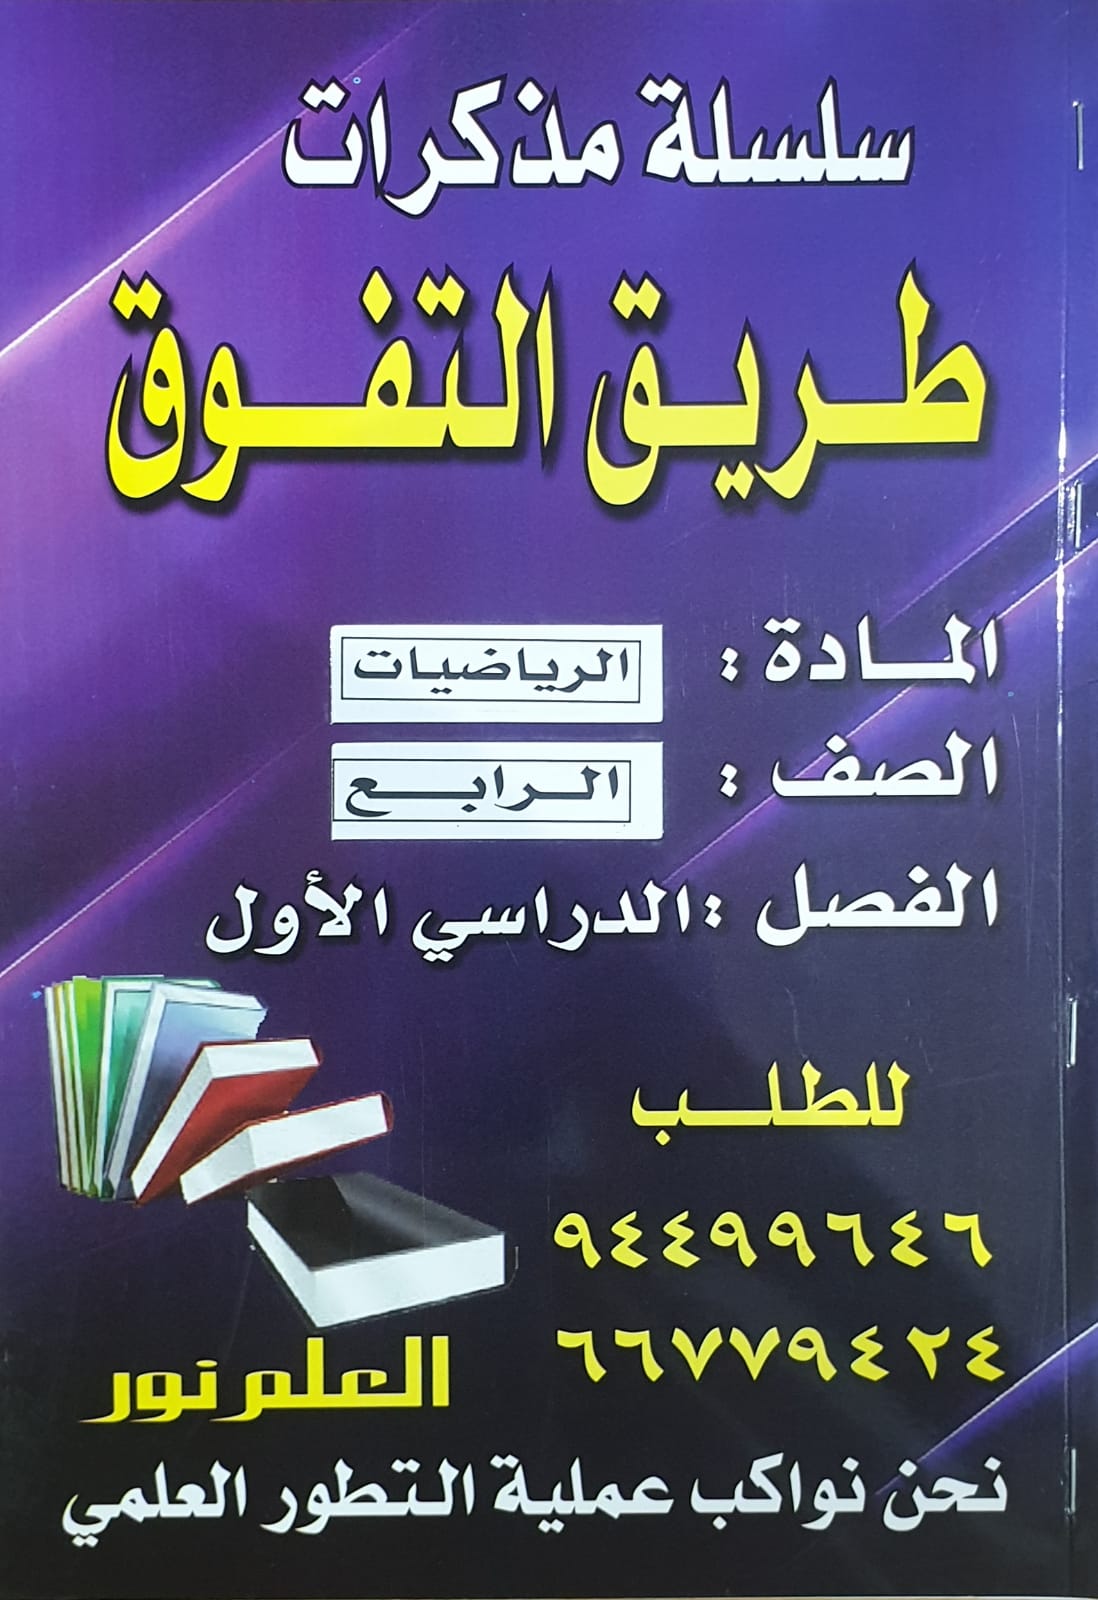 سلسلة مذكرات
طريق التفوق
المادة : الرياضيات
الصف : الرابع
الفصل : الدراسي الأول
للطلب
٩٤٤٩٩٦٤٦
٦٦٧٧٩٤٢٤
العلم نور
نحن نواكب عملية التطور العلمي